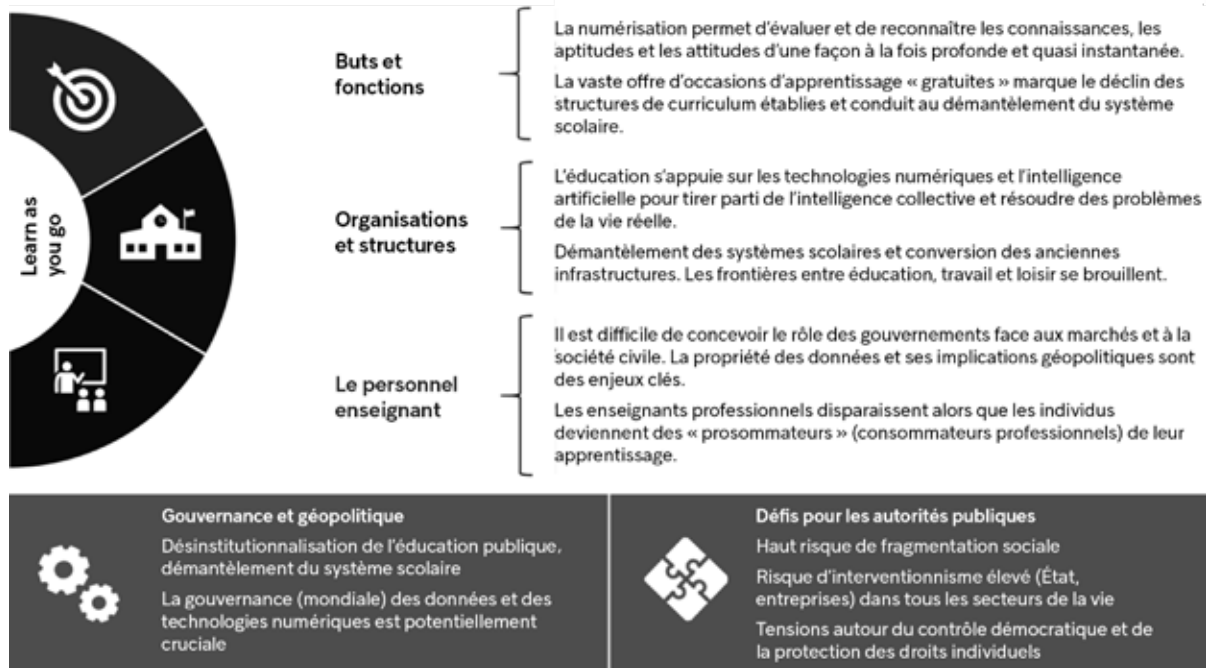 Learn as
you go
Buts et
fonctions
La numérisation permet d'évaluer et de reconnaître les connaissances, les
aptitudes et les attitudes d'une façon à la fois profonde et quasi instantanée.
La vaste offre d'occasions d'apprentissage « gratuites » marque le déclin des
structures de curriculum établies et conduit au démantèlement du système
scolaire.
Organisations
et structures
L'éducation s'appuie sur les technologies numériques et l'intelligence
artificielle pour tirer parti de l'intelligence collective et résoudre des problèmes
de la vie réelle.
Démantèlement des systèmes scolaires et conversion des anciennes
infrastructures. Les frontières entre éducation, travail et loisir se brouillent.
Le personnel
enseignant
Il est difficile de concevoir le rôle des gouvernements face aux marchés et à la
société civile. La propriété des données et ses implications géopolitiques sont
des enjeux clés.
Les enseignants professionnels disparaissent alors que les individus
deviennent des « prosommateurs » (consommateurs professionnels) de leur
apprentissage.
Gouvernance et géopolitique
Désinstitutionnalisation de l'éducation publique,
démantèlement du système scolaire
La gouvernance (mondiale) des données et des
technologies numériques est potentiellement
cruciale
Défis pour les autorités publiques
Haut risque de fragmentation sociale
Risque d'interventionnisme élevé (État,
entreprises) dans tous les secteurs de la vie
Tensions autour du contrôle démocratique et de
la protection des droits individuels